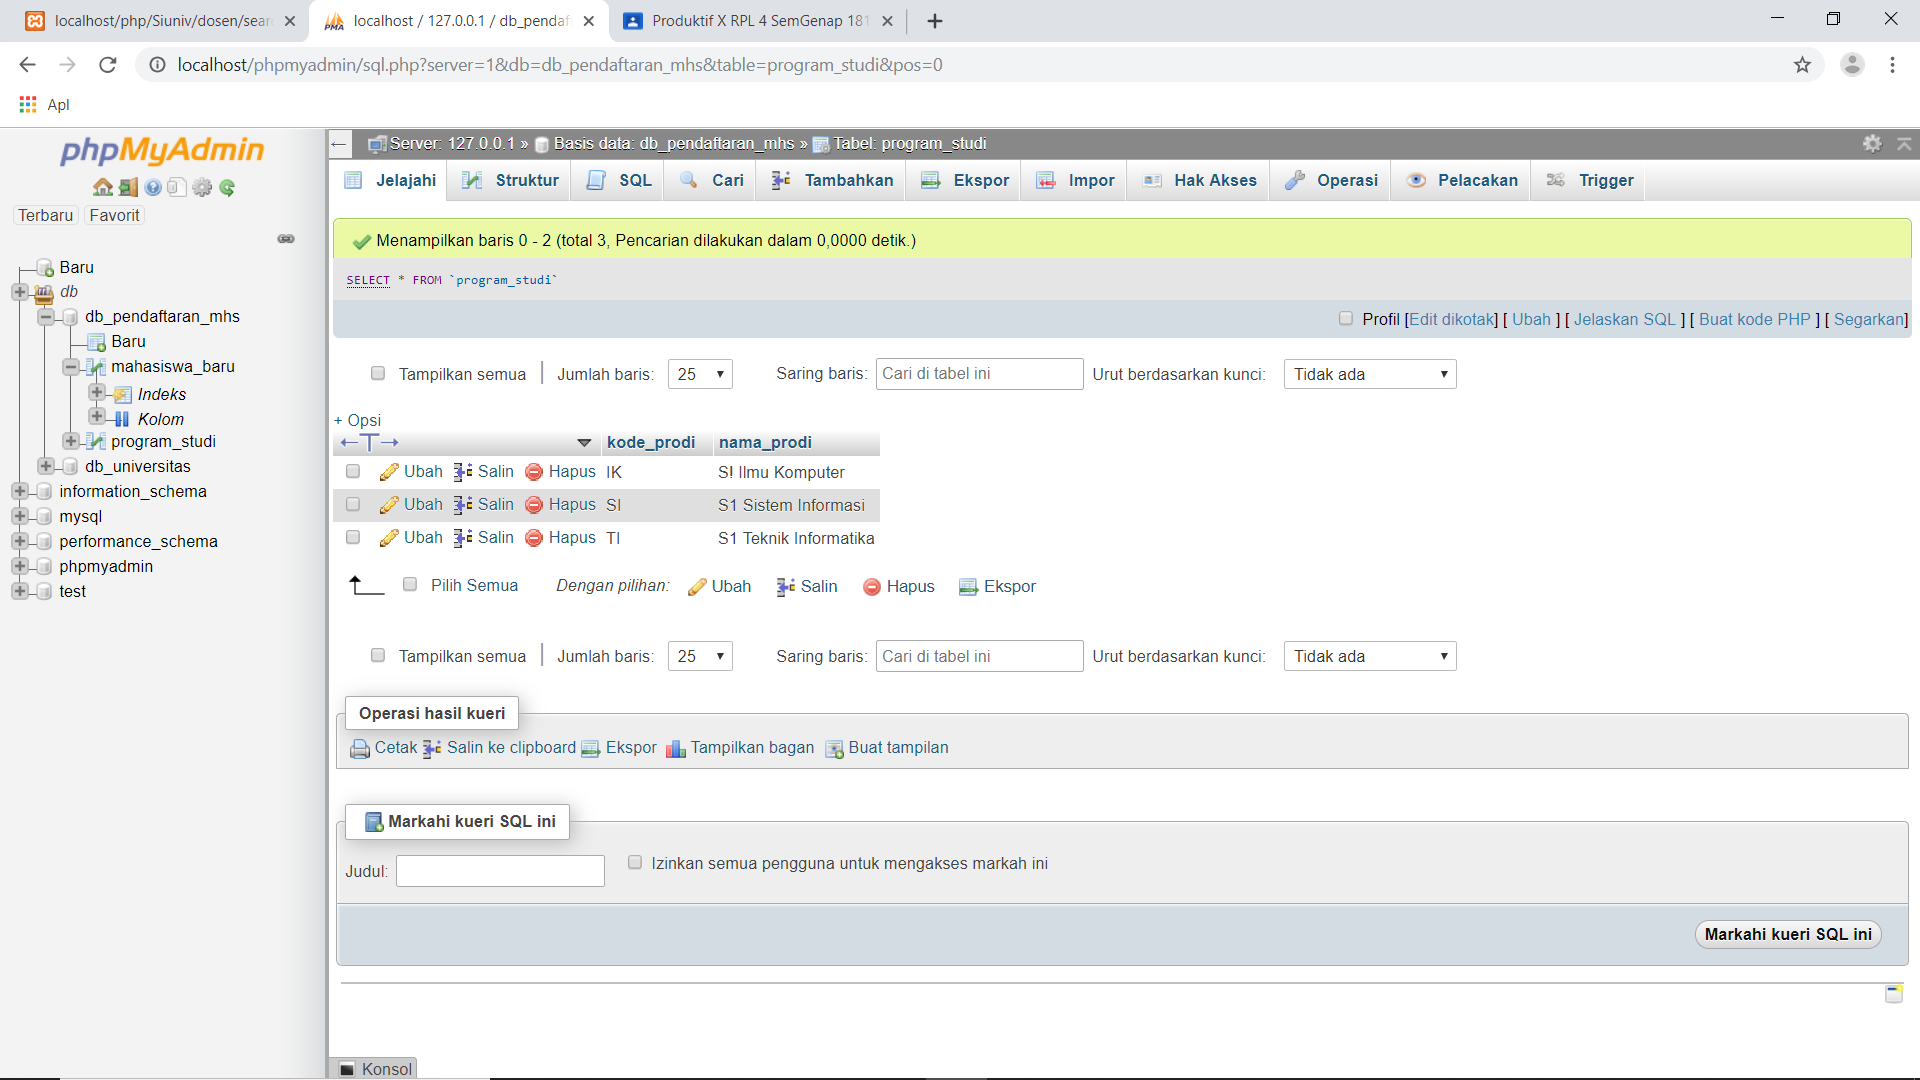 localhost/php/Siuniv/dosen/sear
localhost / 127.0.0.1 / db_pendaf
Produktif X RPL 4 SemGenap 181
localhost/phpmyadmin/sql.php?server=1&db=db_pendaftaran_mhs&table=program_studi&pos=0
Apl
phpMyAdmin
Terbaru Favorit
Baru
db
db_pendaftaran_mhs
Baru
mahasiswa_baru
Indeks
Kolom
program_studi
db_universitas
information_schema
mysql
performance_schema
phpmyadmin
test
Server: 127.0.0.1 » Basis data: db_pendaftaran_mhs » Tabel: program_studi
Jelajahi Struktur SQL Cari Tambahkan Ekspor Impor Hak Akses Operasi Pelacakan Trigger
Menampilkan baris 0 - 2 (total 3, Pencarian dilakukan dalam 0,0000 detik.)
SELECT * FROM `program_studi`
Profil [Edit dikotak] [ Ubah ] [ Jelaskan SQL ] [ Buat kode PHP ] [ Segarkan]
Tampilkan semua Jumlah baris: 25 Saring baris: Cari di tabel ini Urut berdasarkan kunci: Tidak ada
+ Opsi
←T→ kode_prodi nama_prodi
Ubah Salin Hapus IK S! Ilmu Komputer
Ubah Salin Hapus SI S1 Sistem Informasi
Ubah Salin Hapus TI S1 Teknik Informatika
Pilih Semua Dengan pilihan: Ubah Salin Hapus Ekspor
Tampilkan semua Jumlah baris: 25 Saring baris: Cari di tabel ini Urut berdasarkan kunci: Tidak ada
Operasi hasil kueri
Cetak Salin ke clipboard Ekspor Tampilkan bagan Buat tampilan
Markahi kueri SQL ini
Judul: Izinkan semua pengguna untuk mengakses markah ini
Markahi kueri SQL ini
Konsol